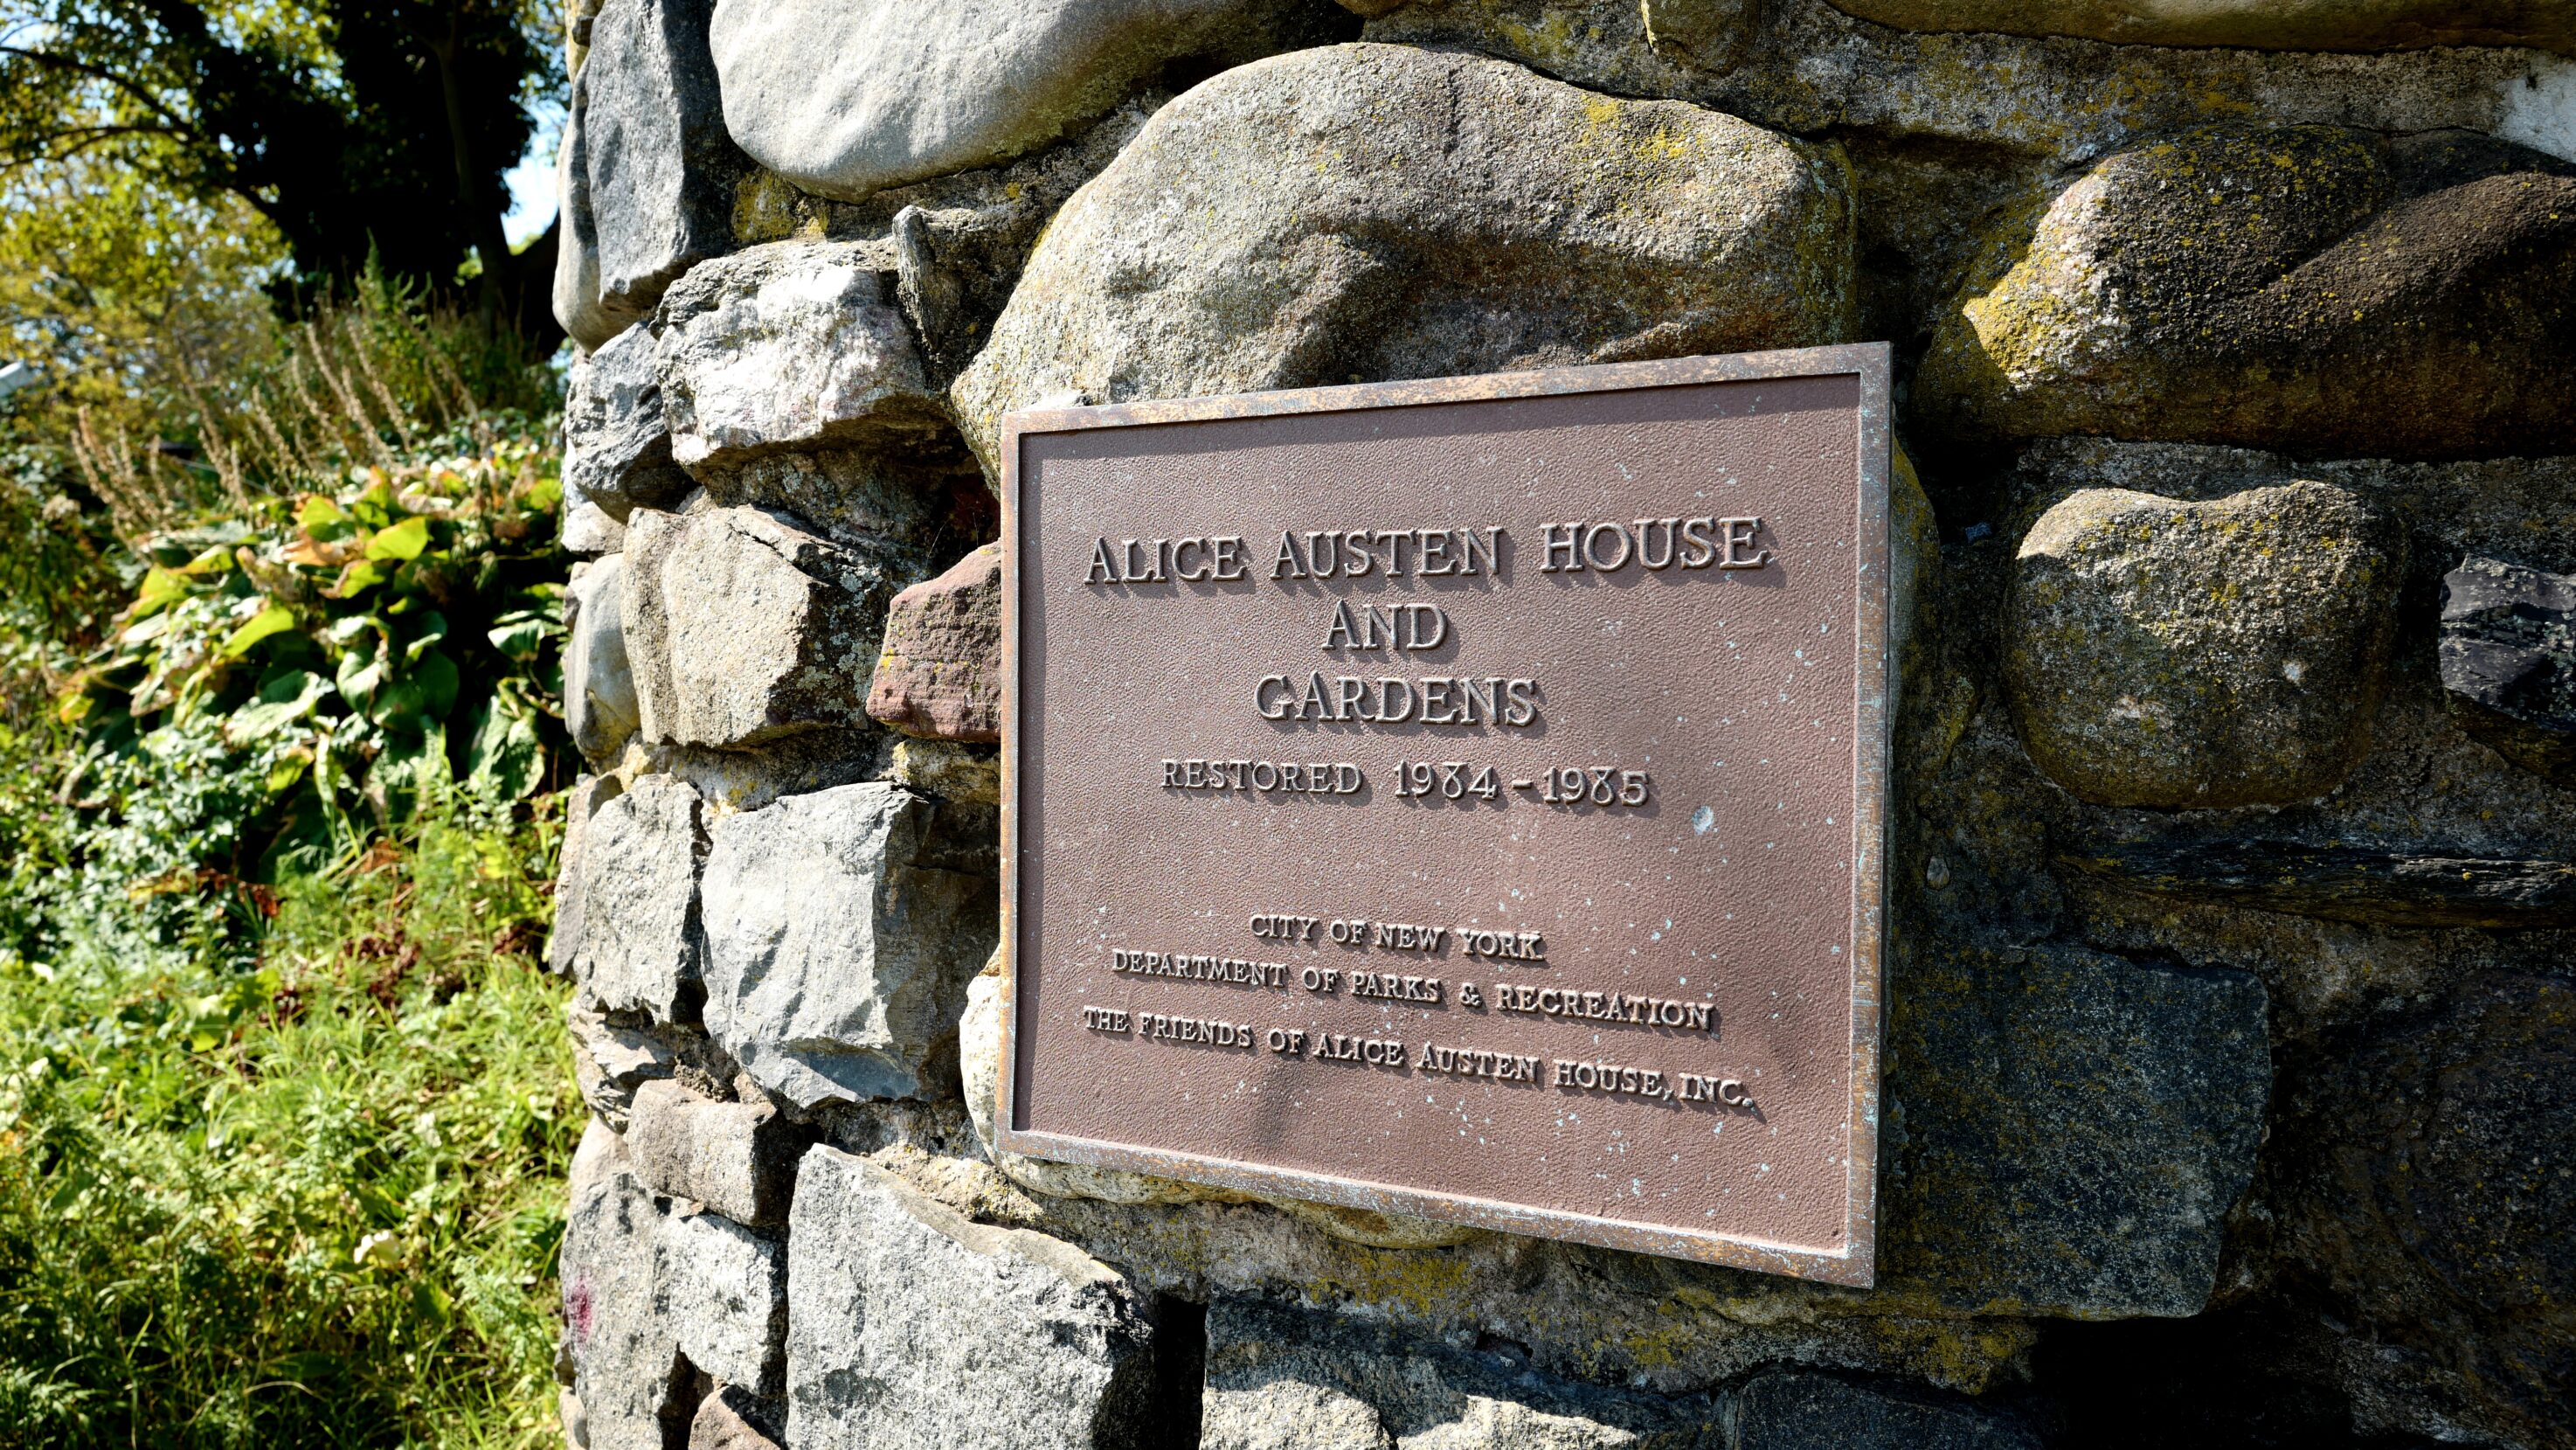 ALICE AUSTEN HOUSE
AND
GARDENS
RESTORED 1984-1985
CITY OF NEW YORK
DEPARTMENT OF PARKS & RECREATION
THE FRIENDS OF ALICE AUSTEN HOUSE, INC.